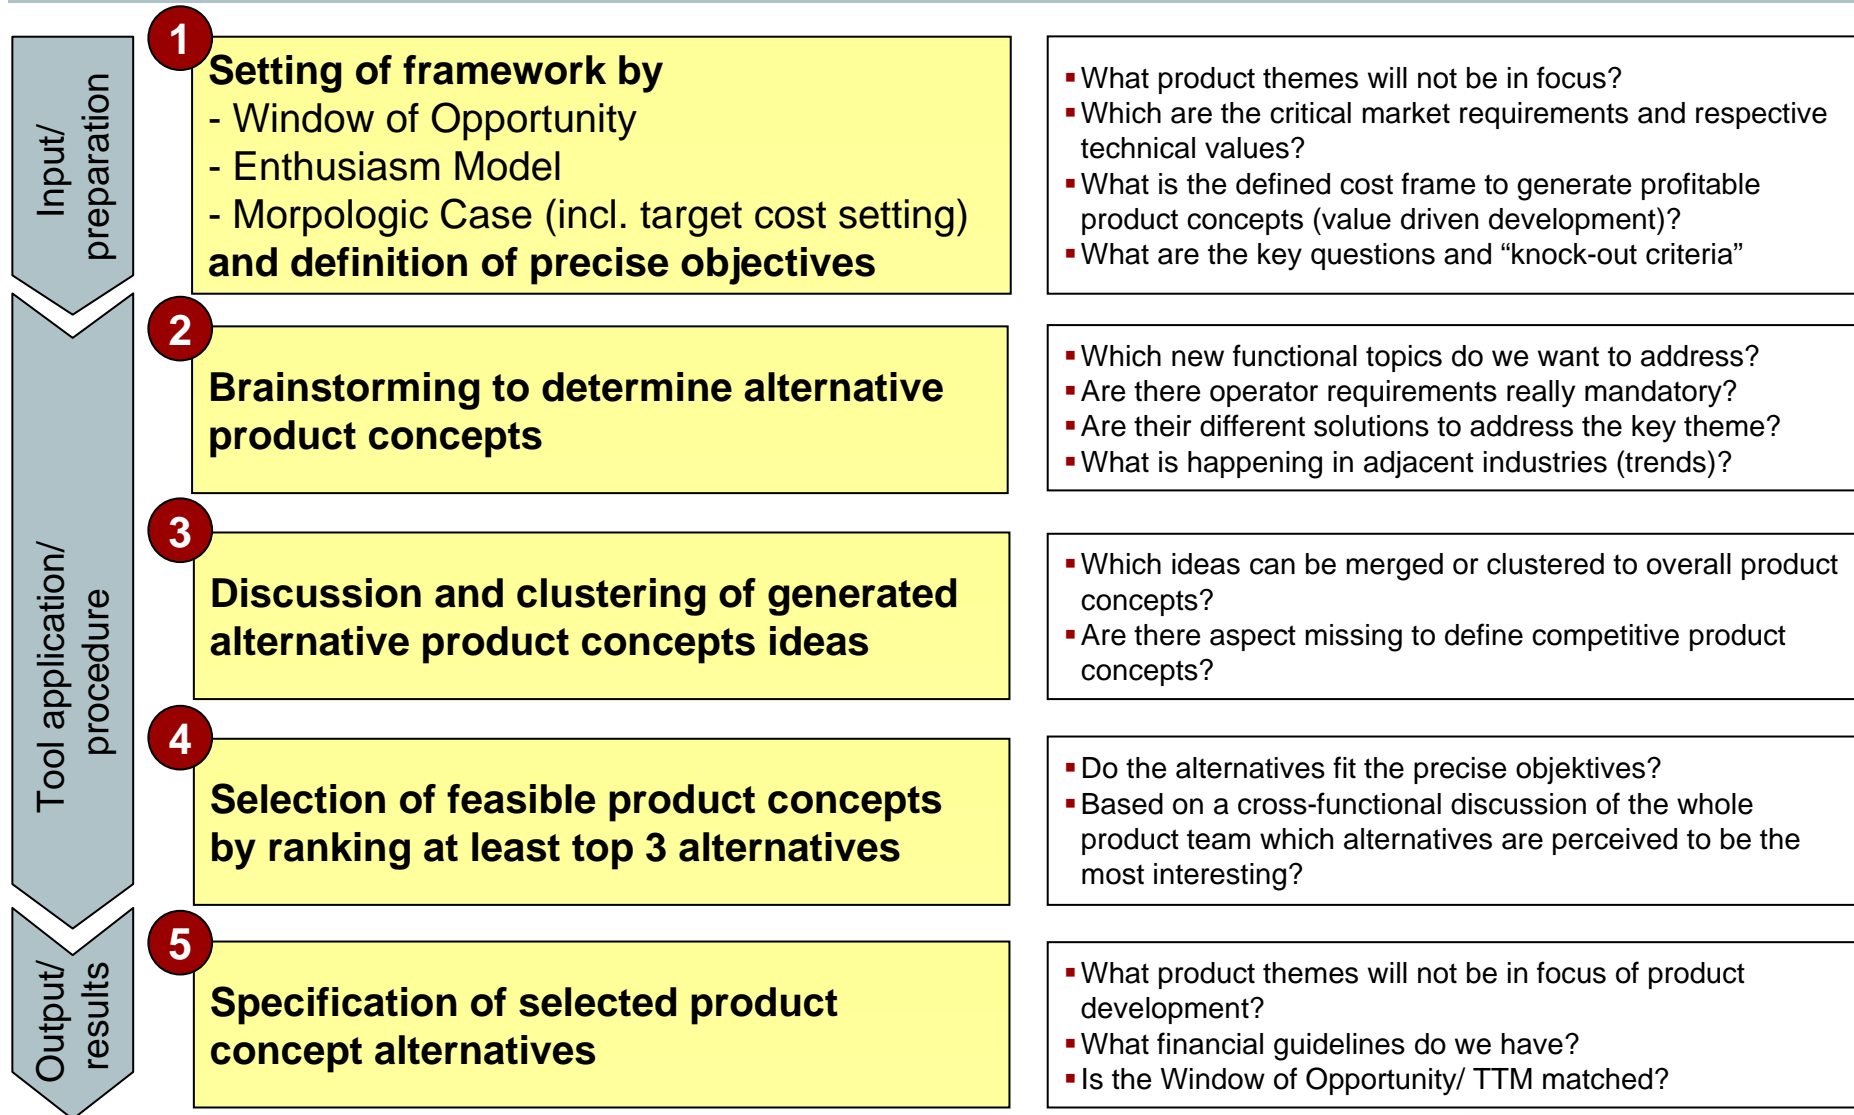 Input/
preparation
1
Setting of framework by
- Window of Opportunity
- Enthusiasm Model
- Morpologic Case (incl. target cost setting)
and definition of precise objectives
▪What product themes will not be in focus?
▪Which are the critical market requirements and respective
technical values?
▪What is the defined cost frame to generate profitable
product concepts (value driven development)?
▪What are the key questions and “knock-out criteria”
Tool application/
procedure
2
Brainstorming to determine alternative
product concepts
▪Which new functional topics do we want to address?
▪Are there operator requirements really mandatory?
▪Are their different solutions to address the key theme?
▪What is happening in adjacent industries (trends)?
3
Discussion and clustering of generated
alternative product concepts ideas
▪Which ideas can be merged or clustered to overall product
concepts?
▪Are there aspect missing to define competitive product
concepts?
4
Selection of feasible product concepts
by ranking at least top 3 alternatives
▪Do the alternatives fit the precise objektives?
▪Based on a cross-functional discussion of the whole
product team which alternatives are perceived to be the
most interesting?
Output/
results
5
Specification of selected product
concept alternatives
▪What product themes will not be in focus of product
development?
▪What financial guidelines do we have?
▪Is the Window of Opportunity/ TTM matched?